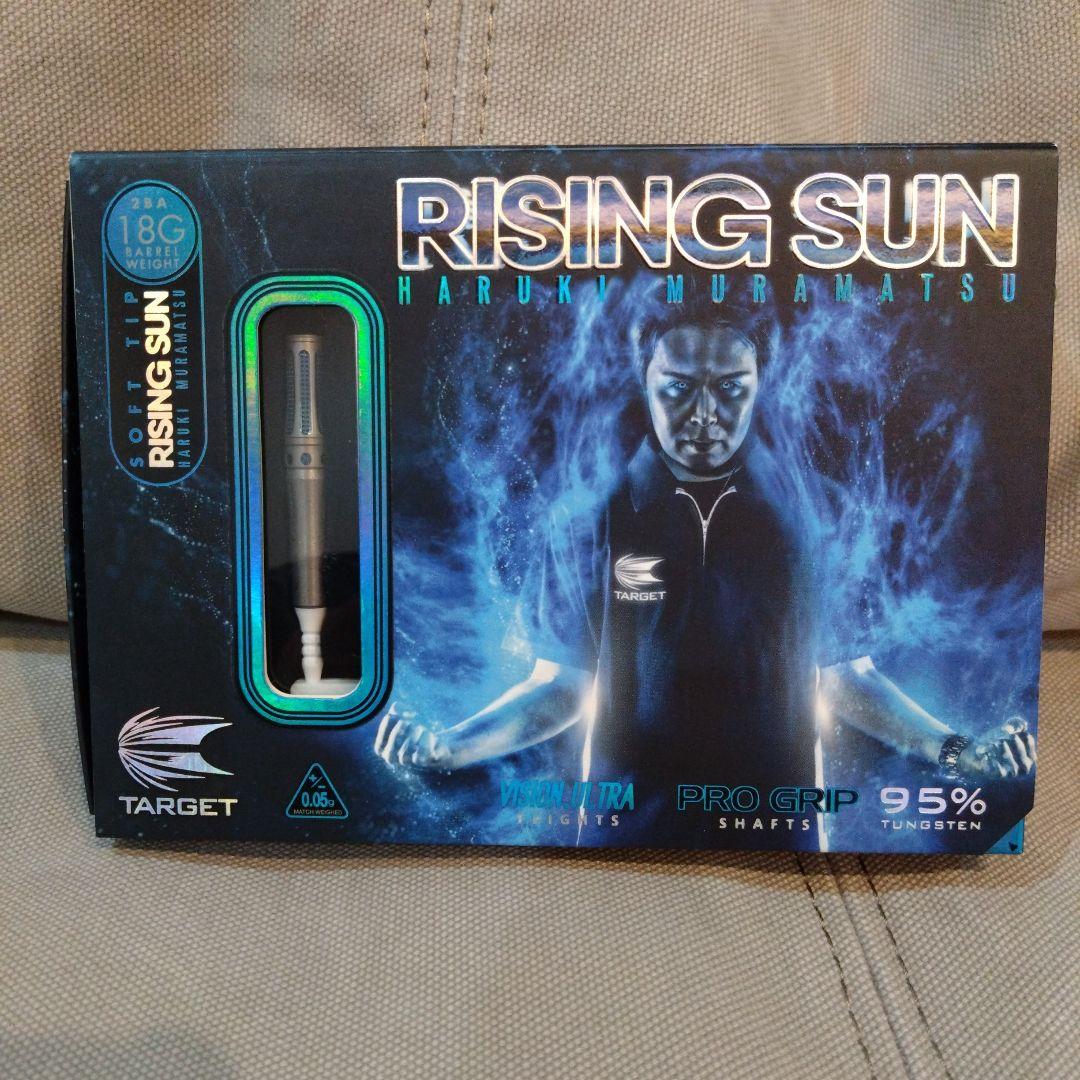 RISING SUN
HARUKI MURAMATSU
2BA
18G
BARREL
WEIGHT
SOFT TIP
RISING SUN
HARUKI MURAMATSU
TARGET
TARGET
+
-
0.05g
MATCH WEIGHED
VISION.ULTRA
FLIGHTS
PRO GRIP
SHAFTS
95%
TUNGSTEN